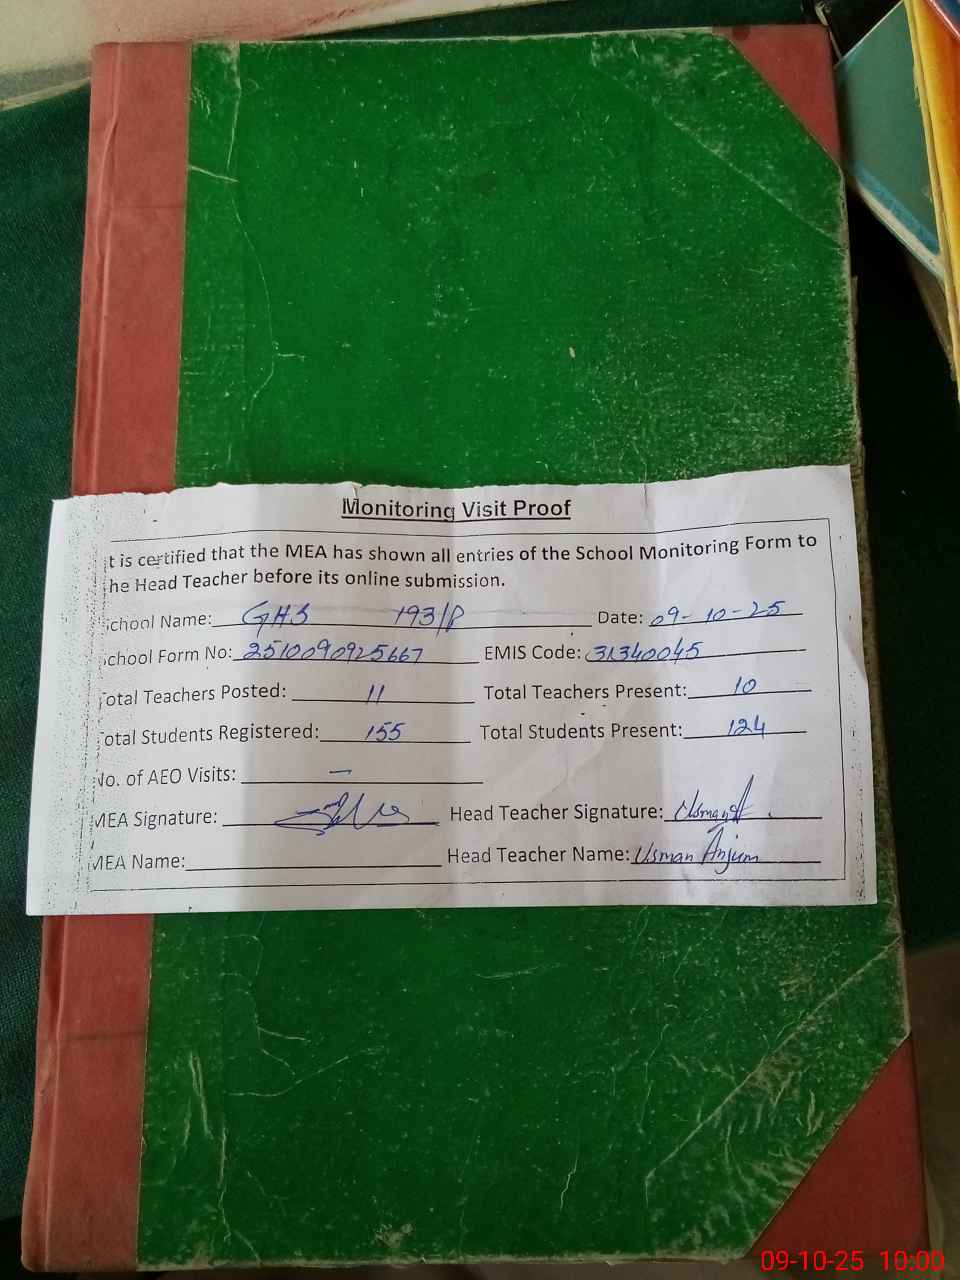 Monitoring Visit Proof
t is certified that the MEA has shown all entries of the School Monitoring Form to
he Head Teacher before its online submission.
chool Name: GHS 193/P Date: 09-10-25
chool Form No: 2510090925667 EMIS Code: 31340045
otal Teachers Posted: 11 Total Teachers Present: 10
otal Students Registered: 155 Total Students Present: 124
No. of AEO Visits: —
MEA Signature: Head Teacher Signature: UsmanA
MEA Name: Head Teacher Name: Usman Anjum
09-10-25 10:00